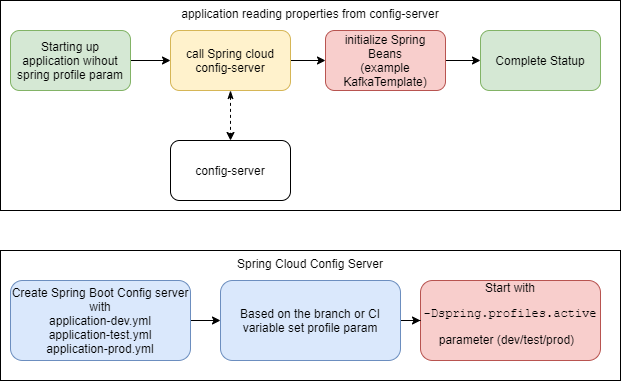 application reading properties from config-server
Starting up
application wihout
spring profile param
call Spring cloud
config-server
initialize Spring
Beans
(example
KafkaTemplate)
Complete Statup
config-server
Spring Cloud Config Server
Create Spring Boot Config server
with
application-dev.yml
application-test.yml
application-prod.yml
Based on the branch or CI
variable set profile param
Start with
-Dspring.profiles.active
parameter (dev/test/prod)